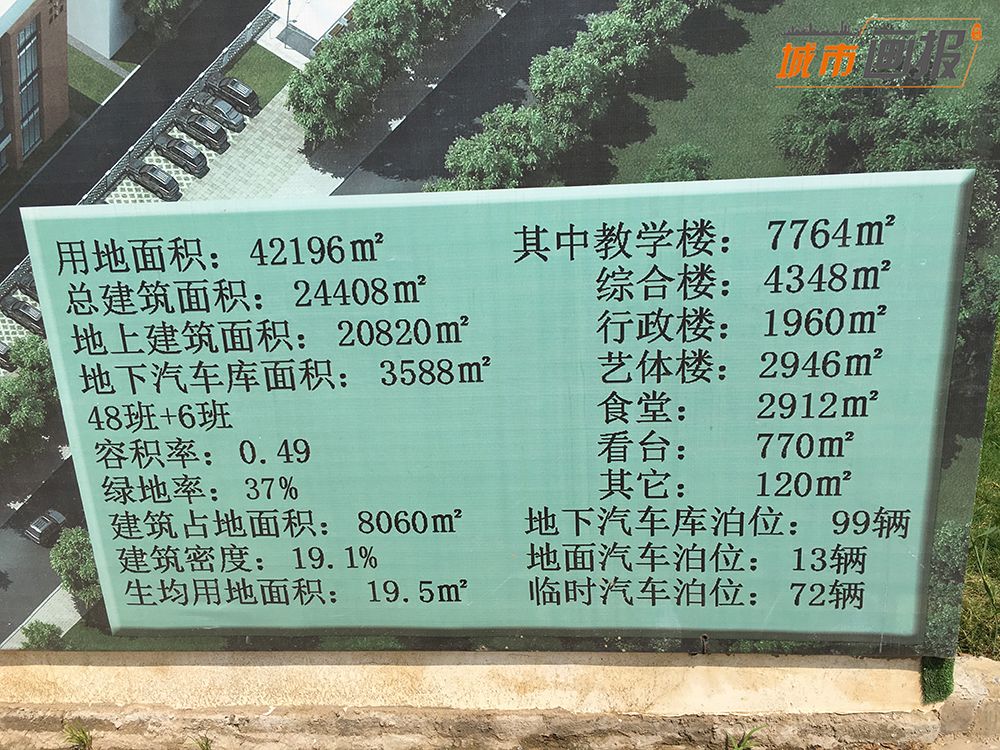 城市画报
用地面积：42196㎡
总建筑面积：24408㎡
地上建筑面积：20820㎡
地下汽车库面积：3588㎡
48班+6班
容积率：0.49
绿地率：37%
建筑占地面积：8060㎡
建筑密度：19.1%
生均用地面积：19.5㎡
其中教学楼：7764㎡
综合楼：4348㎡
行政楼：1960㎡
艺体楼：2946㎡
食堂：2912㎡
看台：770㎡
其它：120㎡
地下汽车库泊位：99辆
地面汽车泊位：13辆
临时汽车泊位：72辆